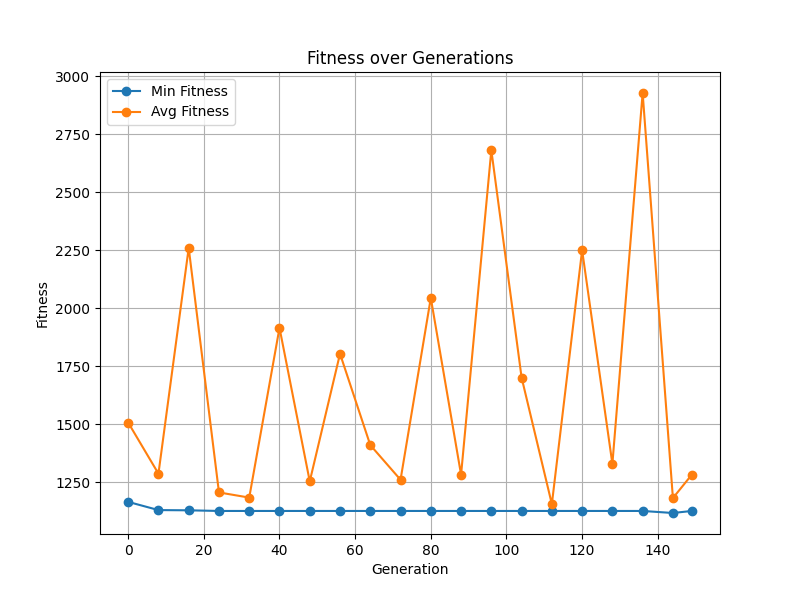 Fitness over Generations
Min Fitness
Avg Fitness
3000
2750
2500
2250
2000
1750
1500
1250
Fitness
0 20 40 60 80 100 120 140
Generation